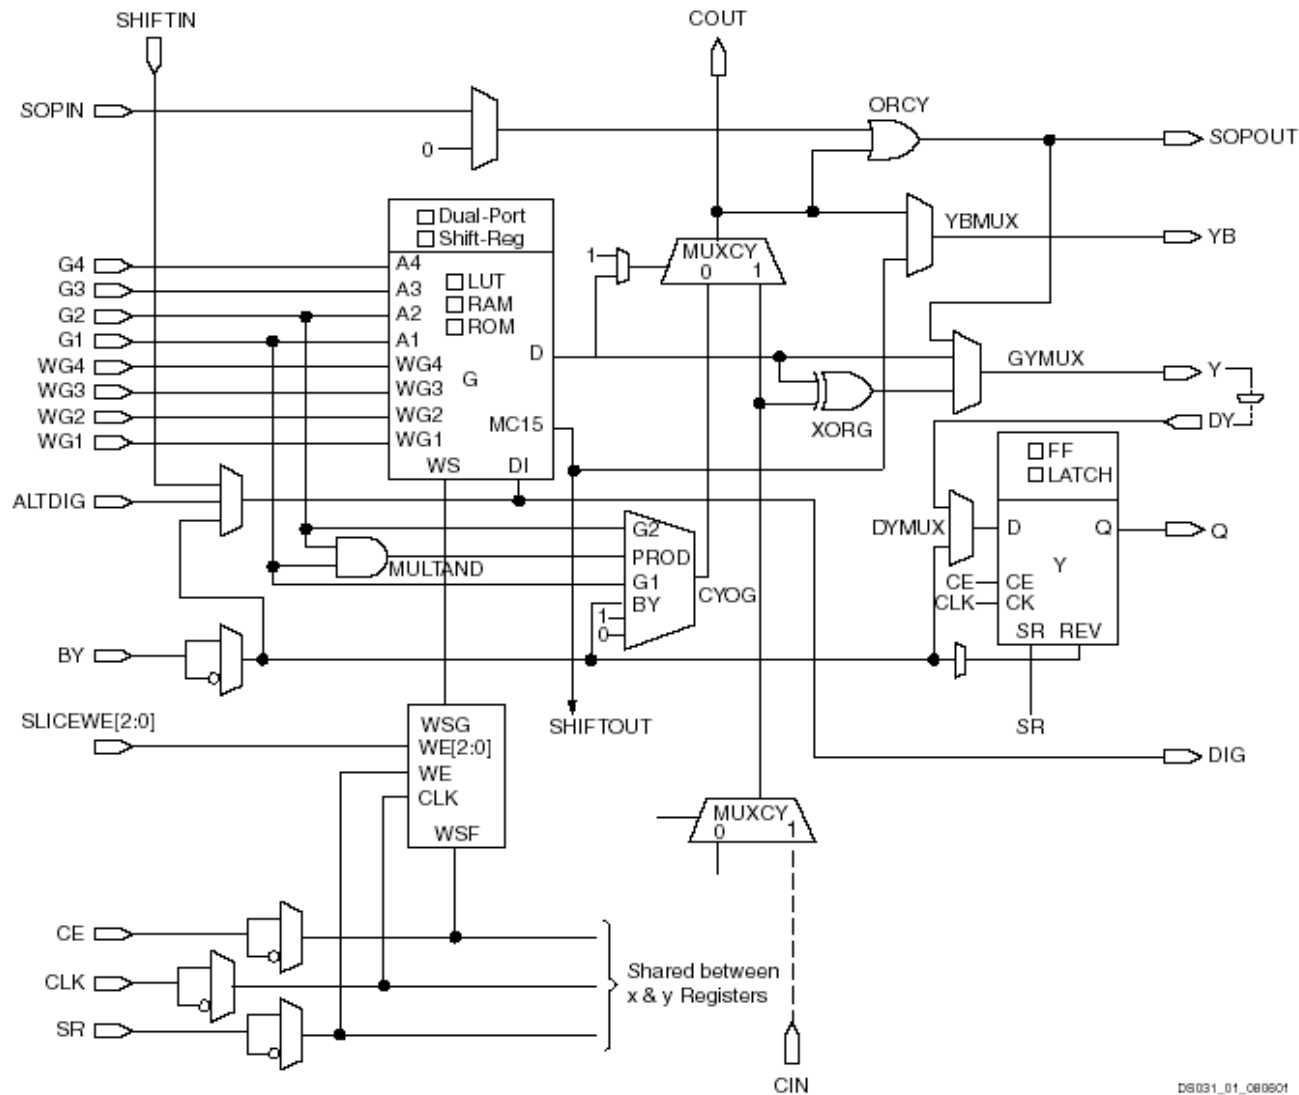 SHIFTIN
COUT
SOPIN
ORCY
SOPOUT
0
Dual-Port
Shift-Reg
YBMUX
YB
MUXCY
0 1
1
G4
A4
G3
A3
LUT
G2
A2
RAM
G1
A1
ROM
WG4
WG4
D
GYMUX
Y
WG3
WG3
G
WG2
WG2
MC15
XORG
DY
WG1
WG1
WS
DI
FF
LATCH
ALTDIG
G2
DYMUX
D
Q
Q
PROD
MULTAND
Y
G1
CYOG
CE
CE
BY
CLK
CK
1
0
SR REV
BY
SLICEWE[2:0]
WSG
SHIFTOUT
SR
WE[2:0]
DIG
WE
CLK
MUXCY
0 1
WSF
CE
Shared between
x & y Registers
CLK
SR
CIN
DS031_01_080601